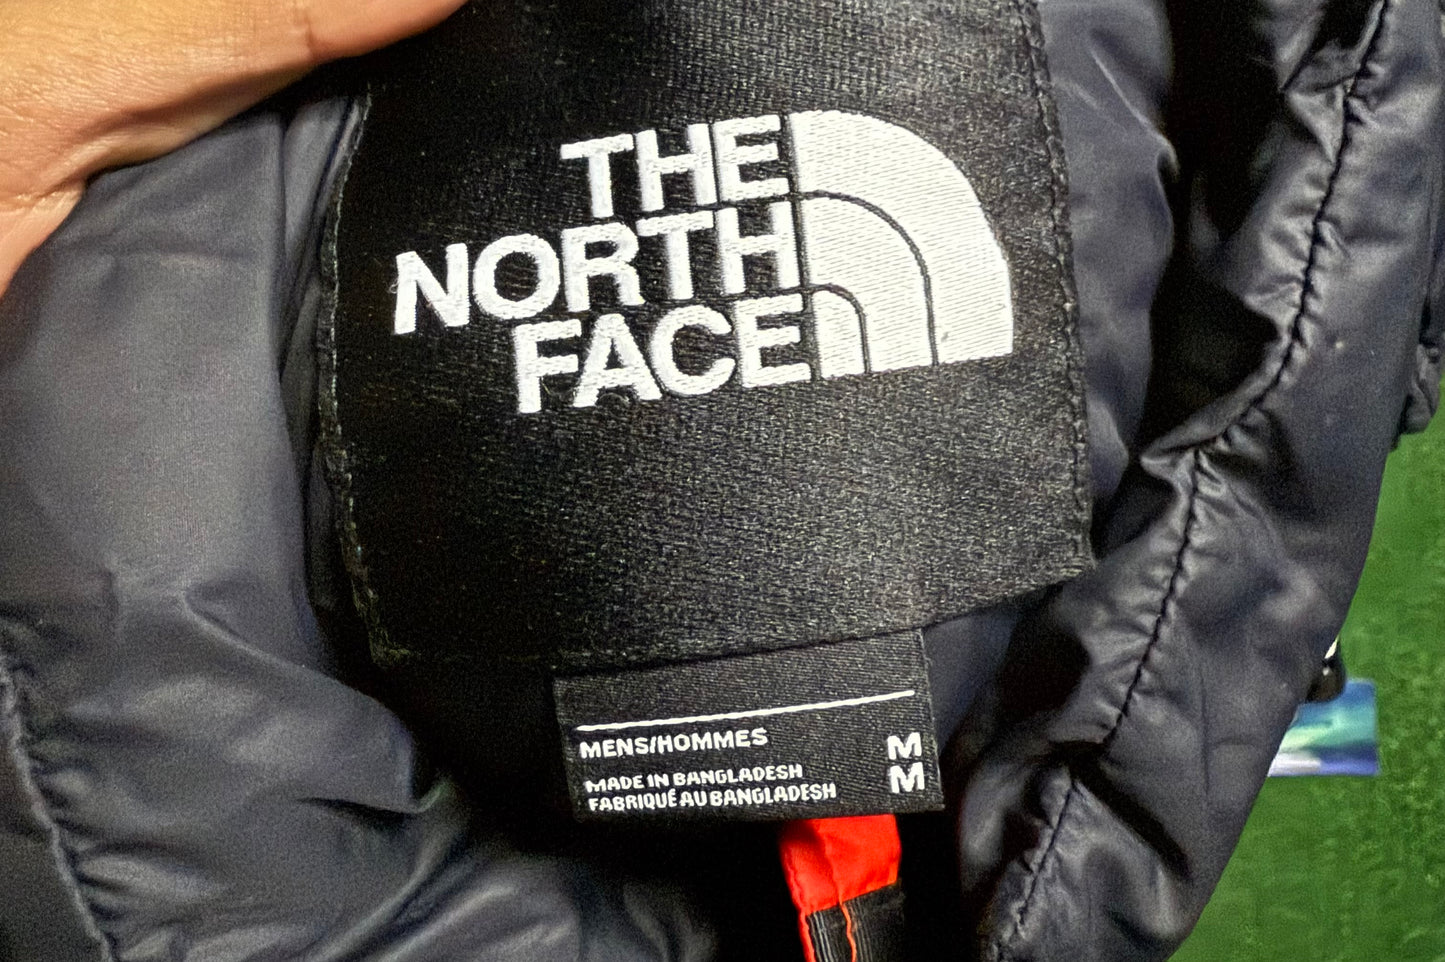 THE
NORTH
FACE
MENS/HOMMES M
M
MADE IN BANGLADESH
FABRIQUÉ AU BANGLADESH